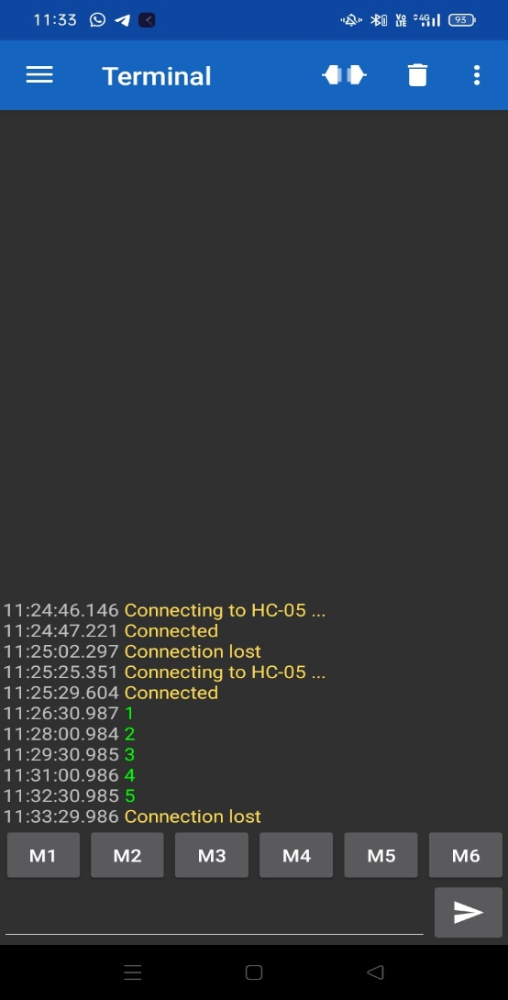 11:33 4G 93
Terminal
11:24:46.146 Connecting to HC-05 ...
11:24:47.221 Connected
11:25:02.297 Connection lost
11:25:25.351 Connecting to HC-05 ...
11:25:29.604 Connected
11:26:30.987 1
11:28:00.984 2
11:29:30.985 3
11:31:00.986 4
11:32:30.985 5
11:33:29.986 Connection lost
M1 M2 M3 M4 M5 M6